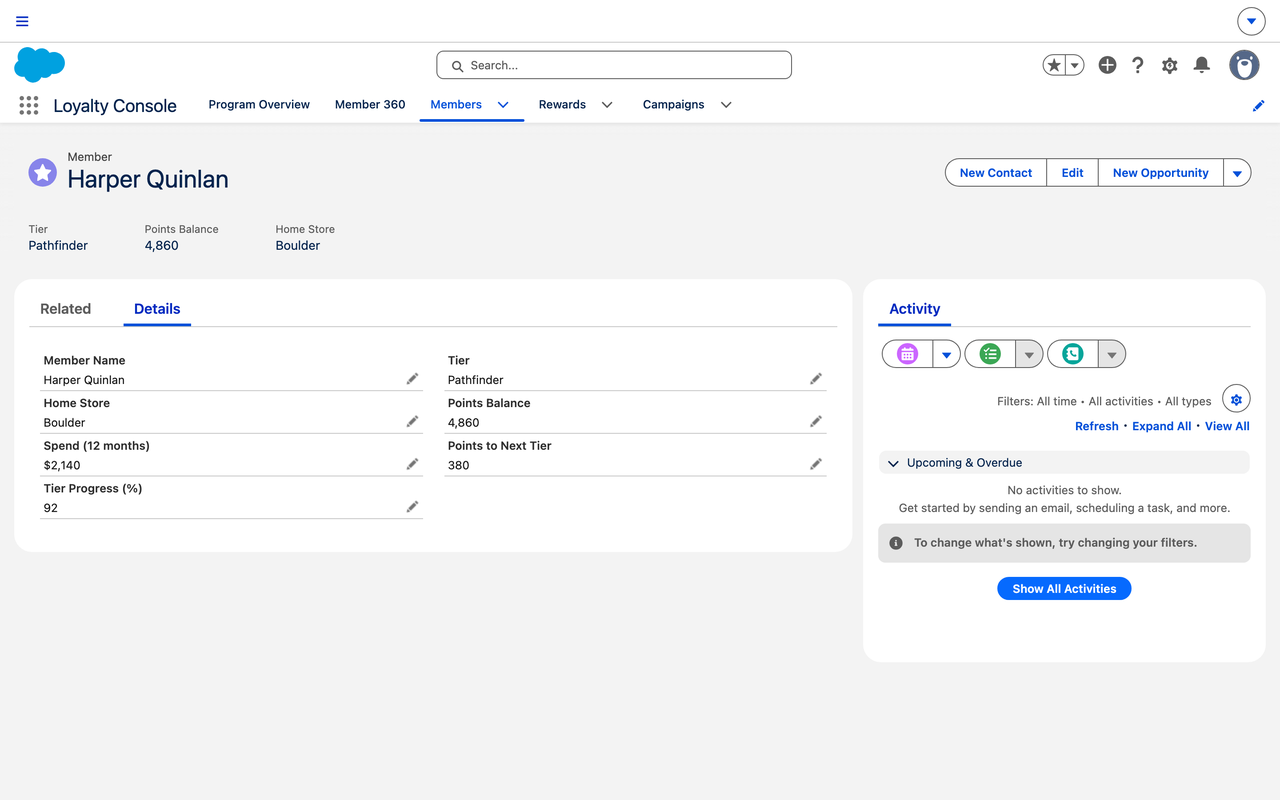 Search...
Loyalty Console
Program Overview
Member 360
Members
Rewards
Campaigns
Member
Harper Quinlan
New Contact
Edit
New Opportunity
Tier
Pathfinder
Points Balance
4,860
Home Store
Boulder
Related
Details
Member Name
Harper Quinlan
Tier
Pathfinder
Home Store
Boulder
Points Balance
4,860
Spend (12 months)
$2,140
Points to Next Tier
380
Tier Progress (%)
92
Activity
Filters: All time • All activities • All types
Refresh • Expand All • View All
Upcoming & Overdue
No activities to show.
Get started by sending an email, scheduling a task, and more.
To change what's shown, try changing your filters.
Show All Activities